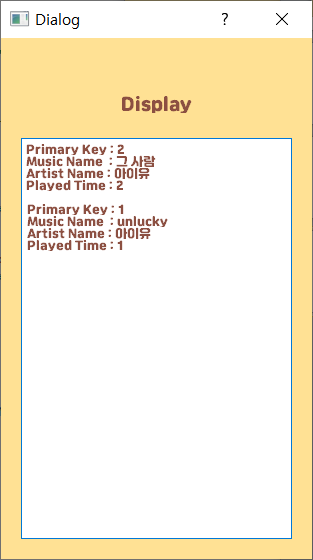 Dialog
?
Display
Primary Key : 2
Music Name : 그 사람
Artist Name : 아이유
Played Time : 2
Primary Key : 1
Music Name : unlucky
Artist Name : 아이유
Played Time : 1